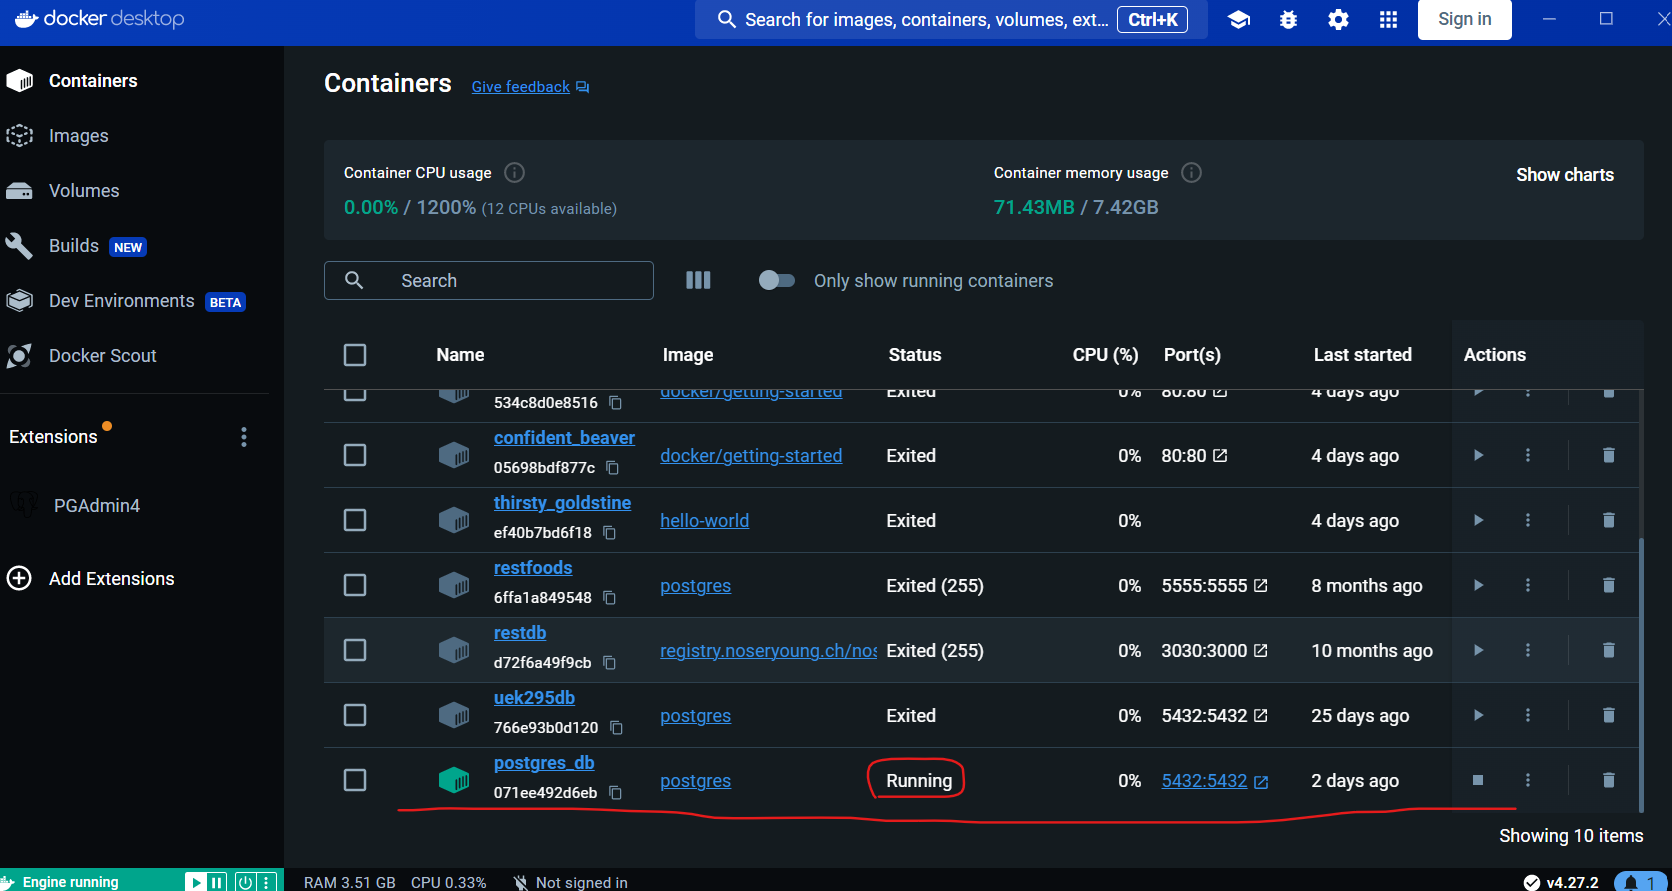 docker desktop
Search for images, containers, volumes, ext... Ctrl+K
Sign in
Containers
Images
Volumes
Builds NEW
Dev Environments BETA
Docker Scout
Extensions
PGAdmin4
Add Extensions
Containers Give feedback
Container CPU usage
0.00% / 1200% (12 CPUs available)
Container memory usage
71.43MB / 7.42GB
Show charts
Search
Only show running containers
Name Image Status CPU (%) Port(s) Last started Actions
534c8d0e8516 docker/getting-started Exited 0% 80:80 4 days ago
confident_beaver
05698bdf877c docker/getting-started Exited 0% 80:80 4 days ago
thirsty_goldstine
ef40b7bd6f18 hello-world Exited 0% 4 days ago
restfoods
6ffa1a849548 postgres Exited (255) 0% 5555:5555 8 months ago
restdb
d72f6a49f9cb registry.noseryoung.ch/nos Exited (255) 0% 3030:3000 10 months ago
uek295db
766e93b0d120 postgres Exited 0% 5432:5432 25 days ago
postgres_db
071ee492d6eb postgres Running 0% 5432:5432 2 days ago
Showing 10 items
Engine running
RAM 3.51 GB CPU 0.33% Not signed in
v4.27.2
1